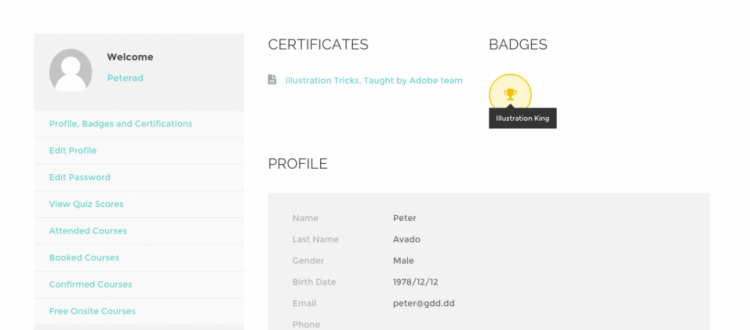 Welcome
Peterad
Profile, Badges and Certifications
Edit Profile
Edit Password
View Quiz Scores
Attended Courses
Booked Courses
Confirmed Courses
Free Onsite Courses
CERTIFICATES
illustration Tricks, Taught by Adobe team
BADGES
Illustration King
PROFILE
Name Peter
Last Name Avado
Gender Male
Birth Date 1978/12/12
Email peter@gdd.dd
Phone